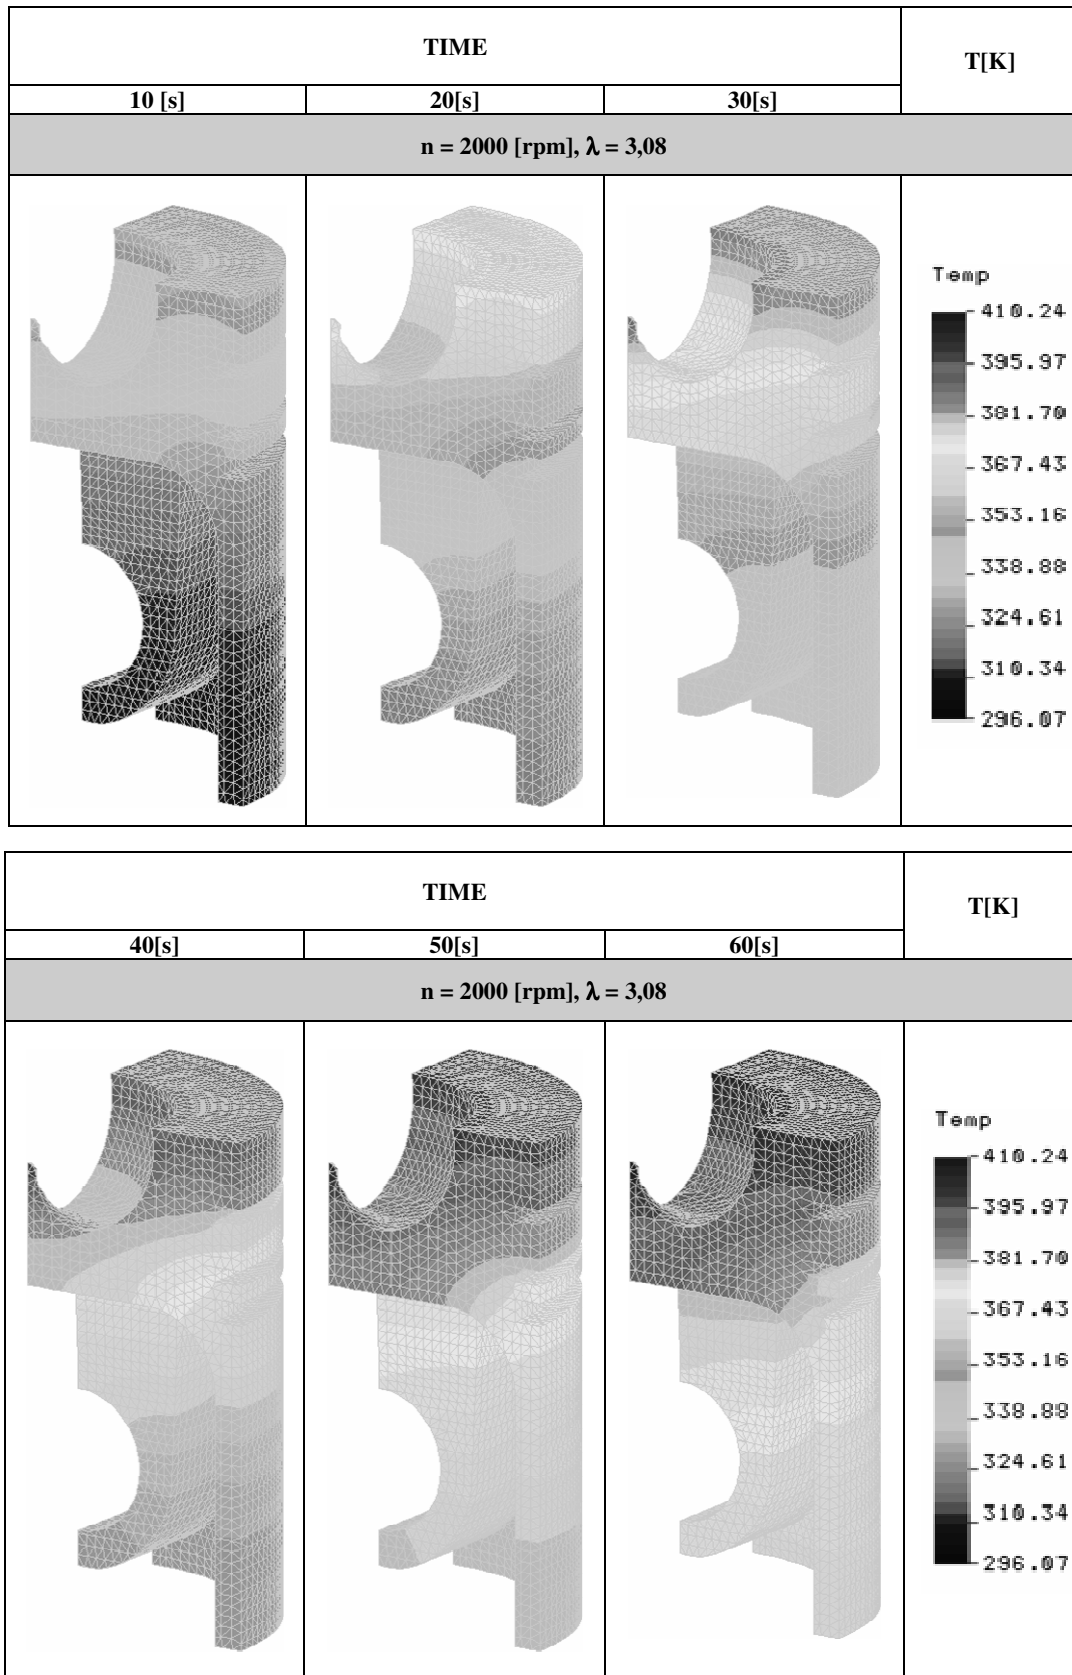 TIME
T[K]
10 [s]
20[s]
30[s]
n = 2000 [rpm], λ = 3,08
Temp
410.24
395.97
381.70
367.43
353.16
338.88
324.61
310.34
296.07
TIME
T[K]
40[s]
50[s]
60[s]
n = 2000 [rpm], λ = 3,08
Temp
410.24
395.97
381.70
367.43
353.16
338.88
324.61
310.34
296.07